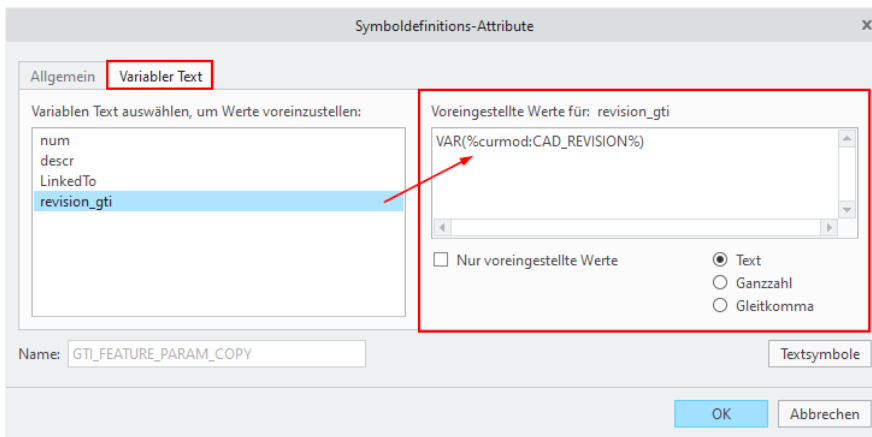 Symboldefinitions-Attribute
x
Allgemein
Variabler Text
Variablen Text auswählen, um Werte voreinzustellen:
num
descr
LinkedTo
revision_gti
Voreingestellte Werte für: revision_gti
VAR(%curmod:CAD_REVISION%)
Nur voreingestellte Werte
Text
Ganzzahl
Gleitkomma
Name: GTI_FEATURE_PARAM_COPY
Textsymbole
OK
Abbrechen